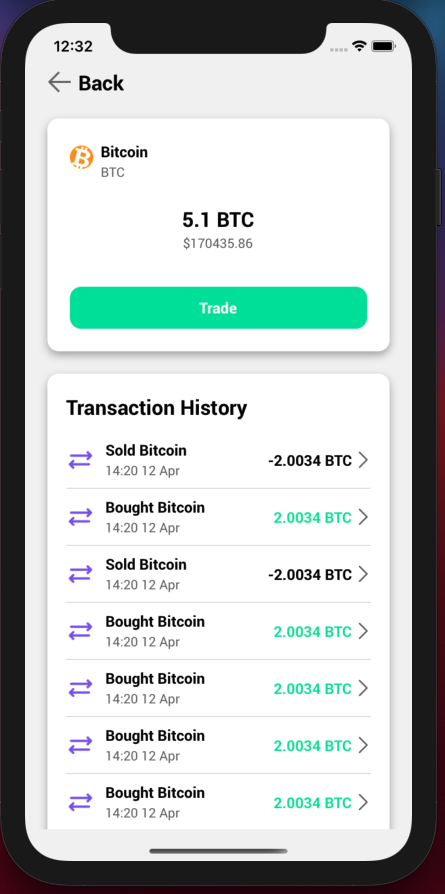 12:32
Back
Bitcoin
BTC
5.1 BTC
$170435.86
Trade
Transaction History
Sold Bitcoin
-2.0034 BTC
14:20 12 Apr
Bought Bitcoin
2.0034 BTC
14:20 12 Apr
Sold Bitcoin
-2.0034 BTC
14:20 12 Apr
Bought Bitcoin
2.0034 BTC
14:20 12 Apr
Bought Bitcoin
2.0034 BTC
14:20 12 Apr
Bought Bitcoin
2.0034 BTC
14:20 12 Apr
Bought Bitcoin
2.0034 BTC
14:20 12 Apr